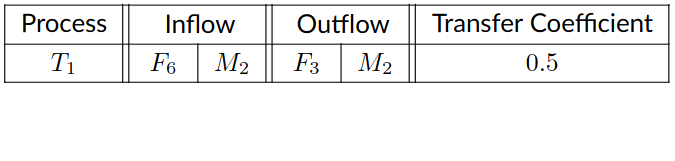 Process Inflow Outflow Transfer Coefficient
T₁ F₆ M₂ F₃ M₂ 0.5